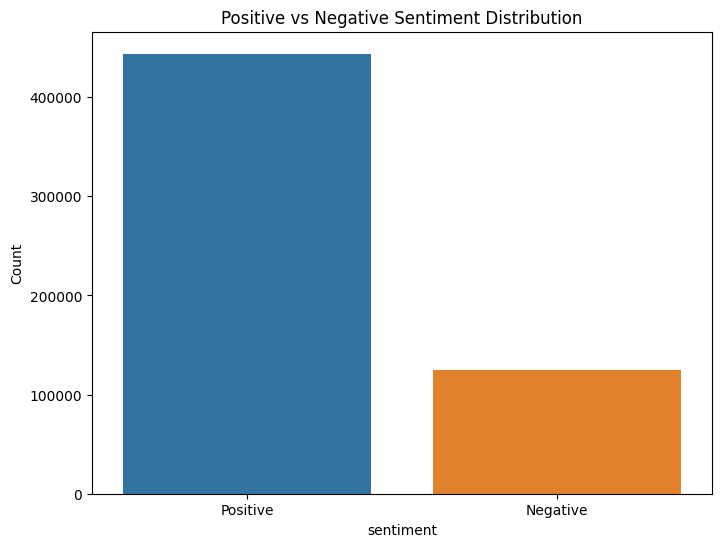 Positive vs Negative Sentiment Distribution
400000
300000
200000
100000
0
Count
Positive Negative
sentiment